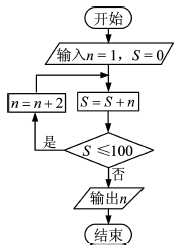 开始
输入n=1，S=0
n=n+2
S=S+n
S≤100
是
否
输出n
结束